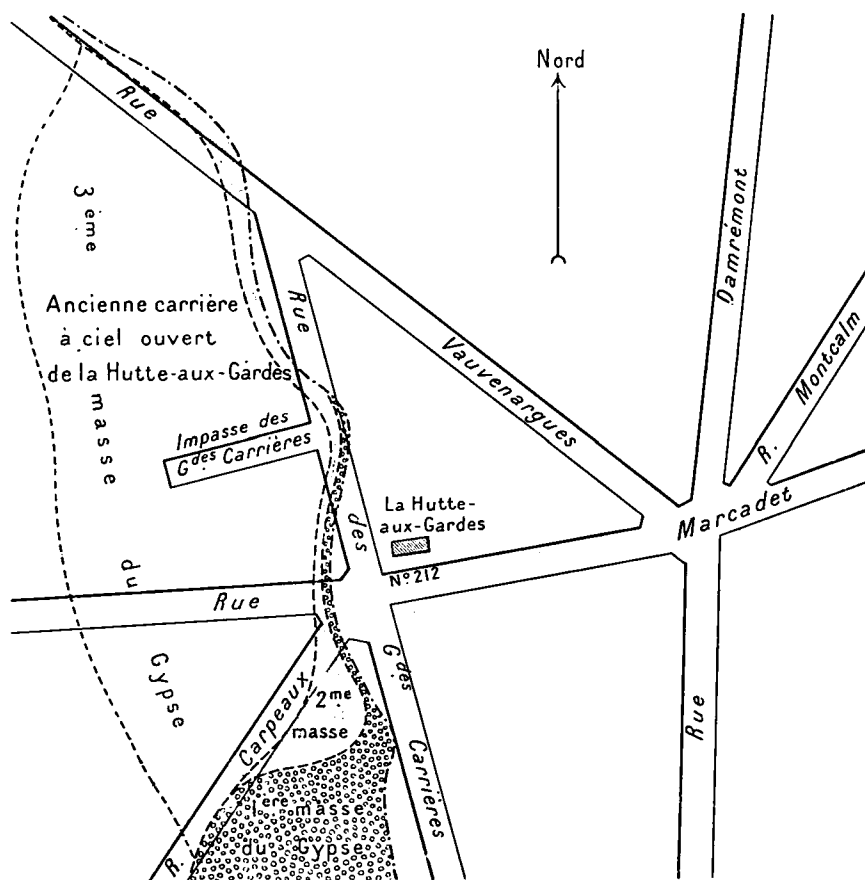 Nord
Rue
3ème
masse
du
Gypse
Ancienne carrière
à ciel ouvert
de la Hutte-aux-Gardes
Rue
des
Gdes
Carrières
Impasse des
Gdes Carrières
Vauvenargues
Damrémont
R. Montcalm
La Hutte-
aux-Gardes
Nº 212
Marcadet
Rue
Rue
R. Carpeaux
2me
masse
1ere masse
du Gypse